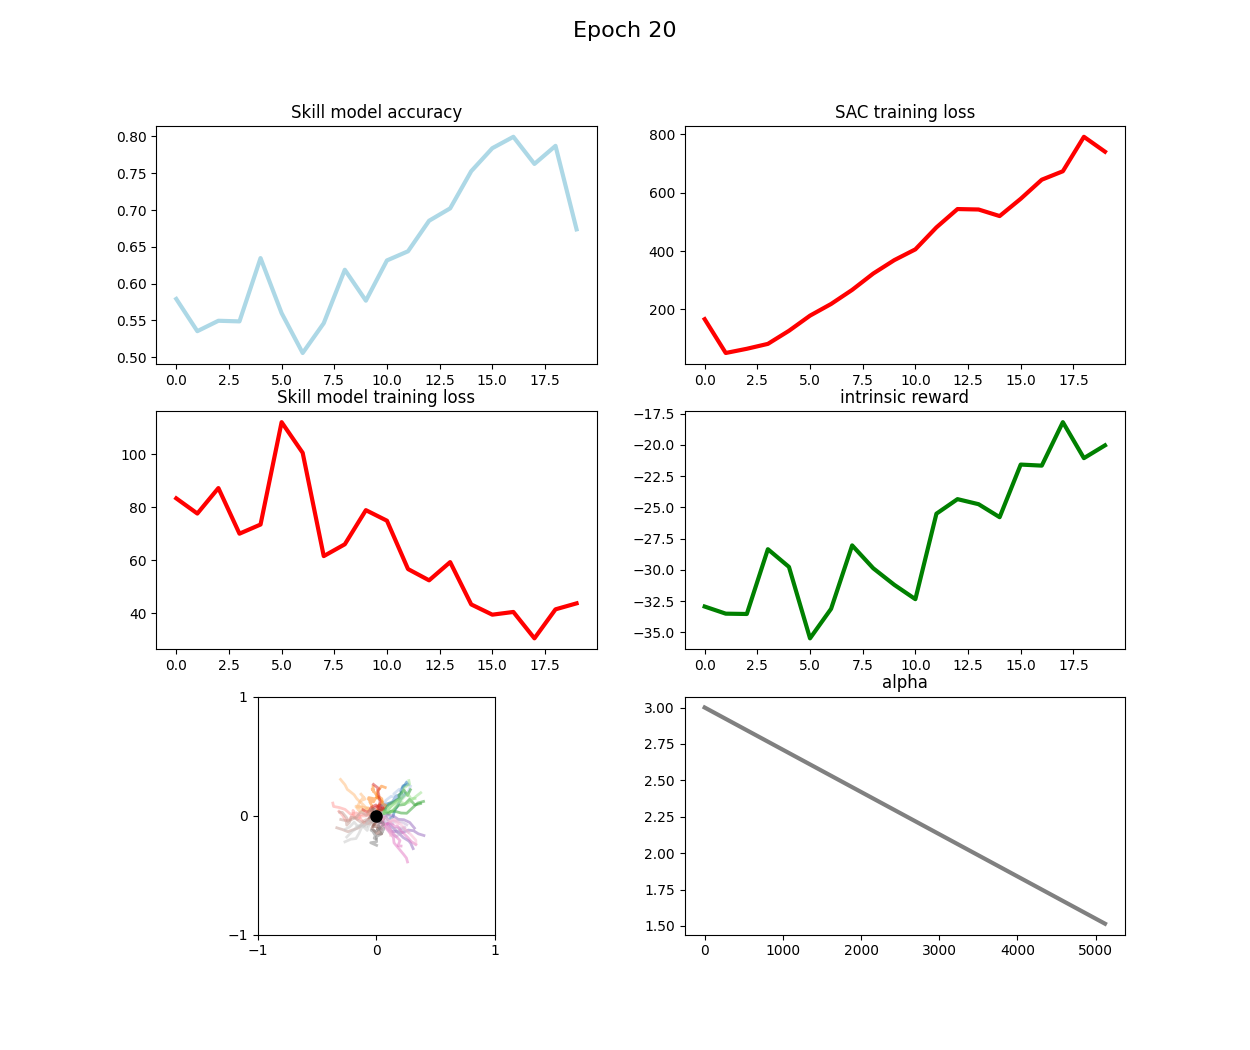 Epoch 20
Skill model accuracy
0.80
0.75
0.70
0.65
0.60
0.55
0.50
0.0 2.5 5.0 7.5 10.0 12.5 15.0 17.5
SAC training loss
800
600
400
200
0.0 2.5 5.0 7.5 10.0 12.5 15.0 17.5
Skill model training loss
100
80
60
40
0.0 2.5 5.0 7.5 10.0 12.5 15.0 17.5
intrinsic reward
−17.5
−20.0
−22.5
−25.0
−27.5
−30.0
−32.5
−35.0
0.0 2.5 5.0 7.5 10.0 12.5 15.0 17.5
1
0
−1
−1 0 1
alpha
3.00
2.75
2.50
2.25
2.00
1.75
1.50
0 1000 2000 3000 4000 5000